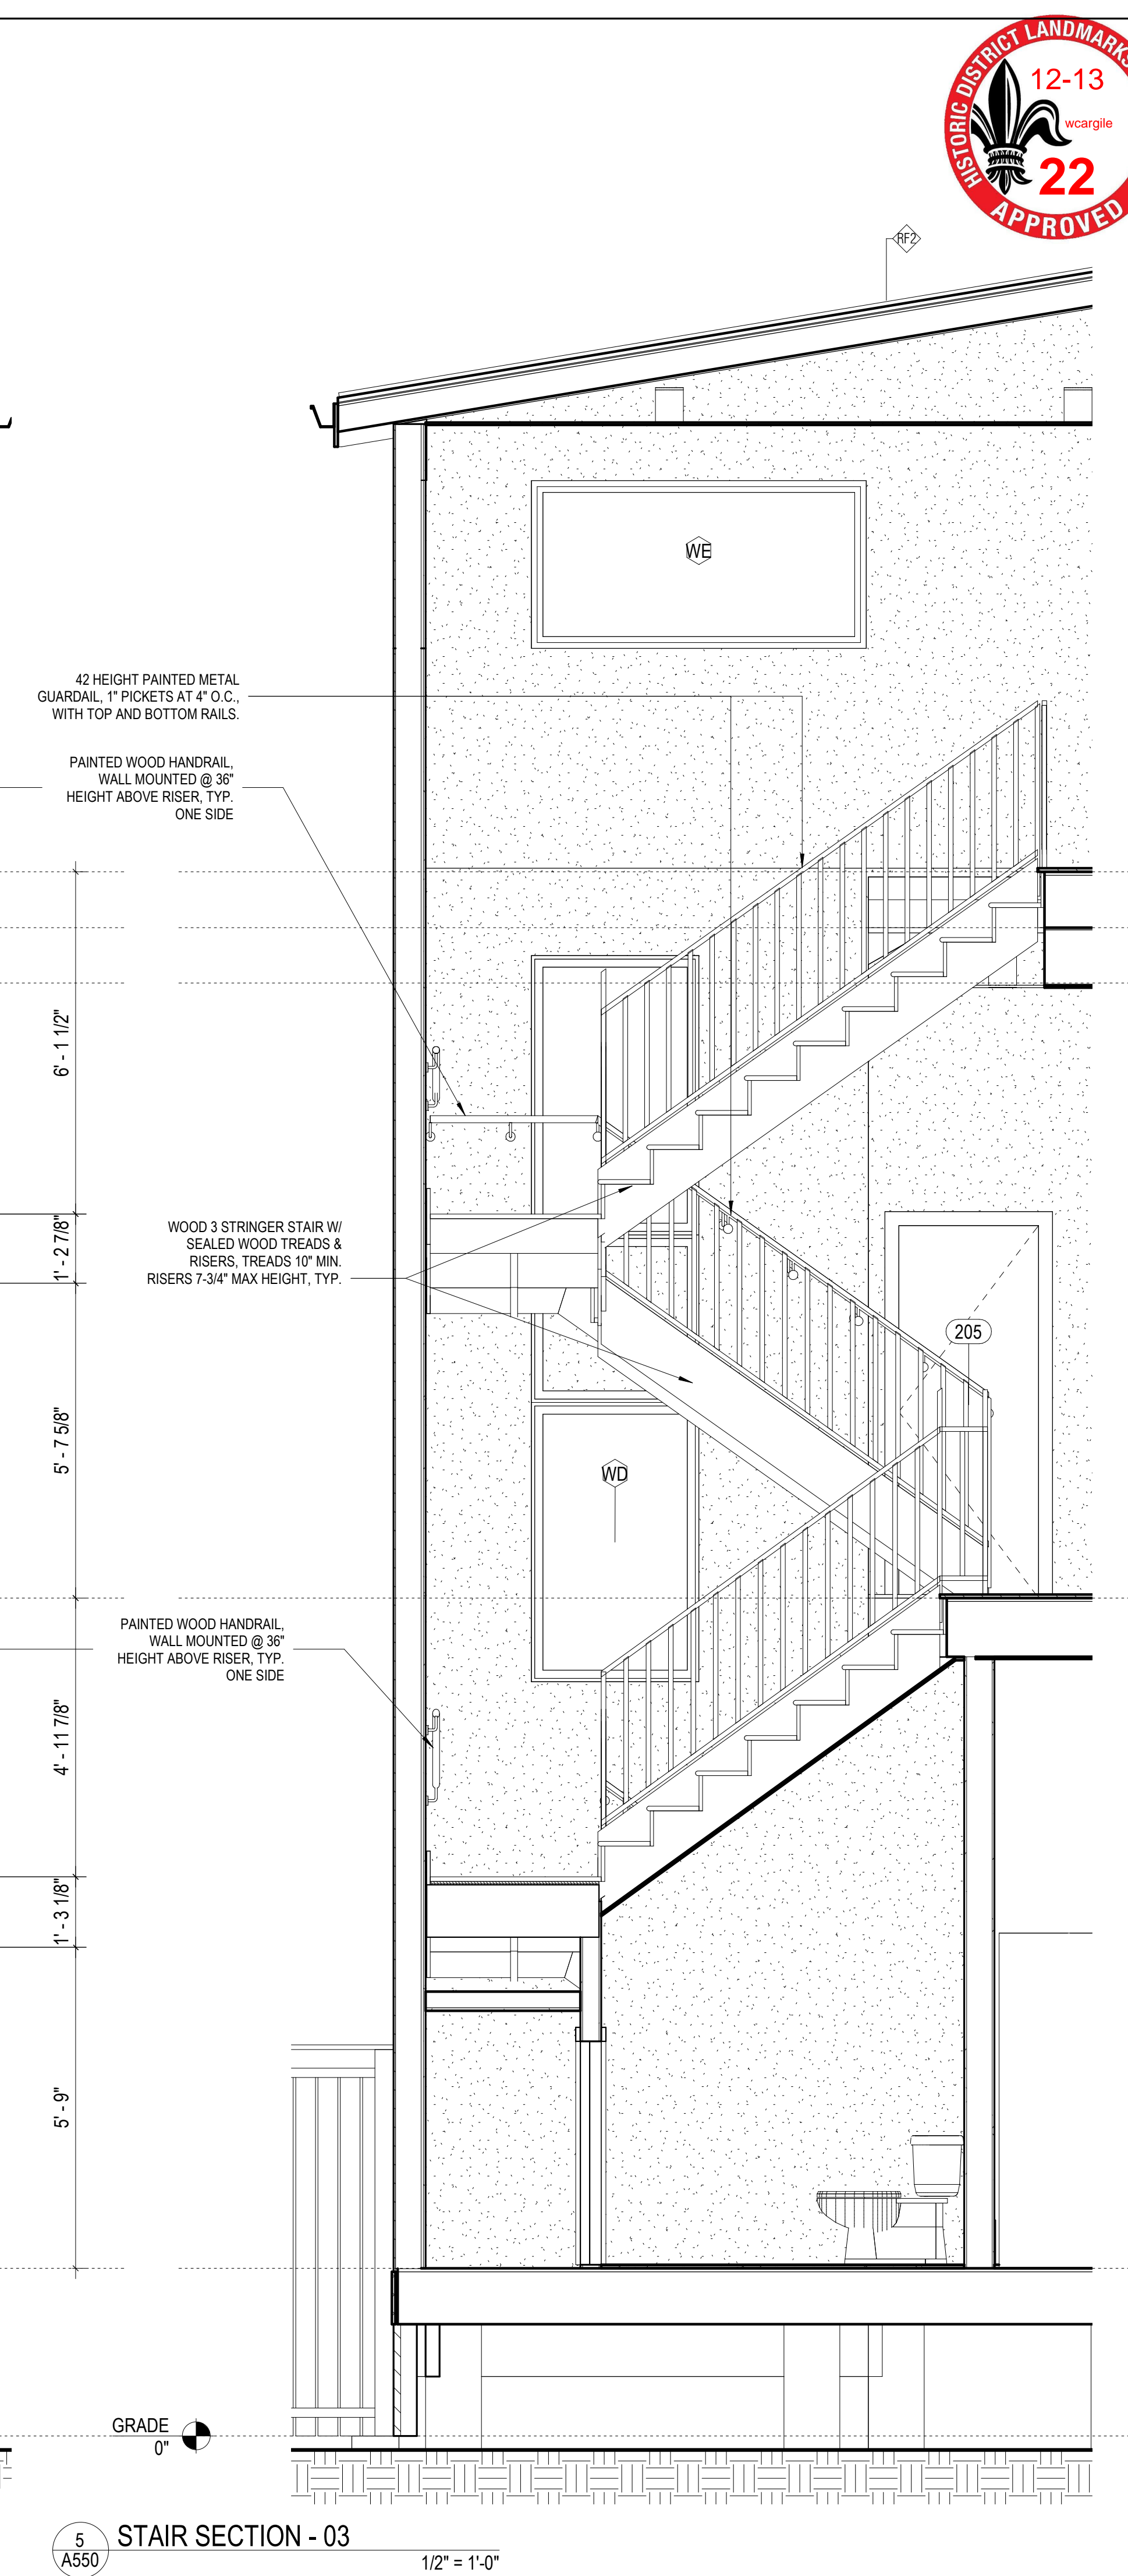 HISTORIC DISTRICT LANDMARKS
12-13
wcargile
22
APPROVED
RF2
WE
42 HEIGHT PAINTED METAL
GUARDAIL, 1" PICKETS AT 4" O.C.,
WITH TOP AND BOTTOM RAILS.
PAINTED WOOD HANDRAIL,
WALL MOUNTED @ 36"
HEIGHT ABOVE RISER, TYP.
ONE SIDE
6' - 1 1/2"
WOOD 3 STRINGER STAIR W/
SEALED WOOD TREADS &
RISERS, TREADS 10" MIN.
RISERS 7-3/4" MAX HEIGHT, TYP.
1' - 2 7/8"
205
5' - 7 5/8"
WD
PAINTED WOOD HANDRAIL,
WALL MOUNTED @ 36"
HEIGHT ABOVE RISER, TYP.
ONE SIDE
4' - 11 7/8"
1' - 3 1/8"
5' - 9"
GRADE
0"
5
A550
STAIR SECTION - 03
1/2" = 1'-0"